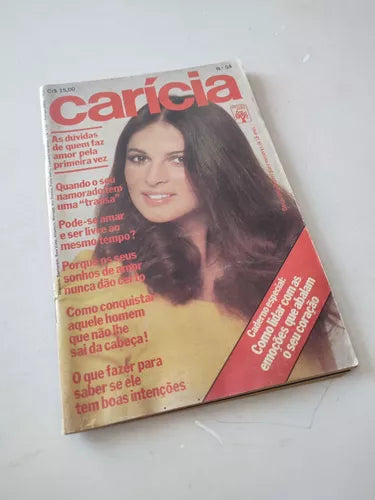 Cr$ 15,00
N.º 54
carícia
As dúvidas
de quem faz
amor pela
primeira vez
Quando o seu
namorado tem
uma "transa"
Pode-se amar
e ser livre ao
mesmo tempo?
Porque os seus
sonhos de amor
nunca dão certo
Como conquistar
aquele homem
que não lhe
sai da cabeça!
O que fazer para
saber se ele
tem boas intenções
Caderno especial:
Como lidar com as
emoções que abalam
o seu coração